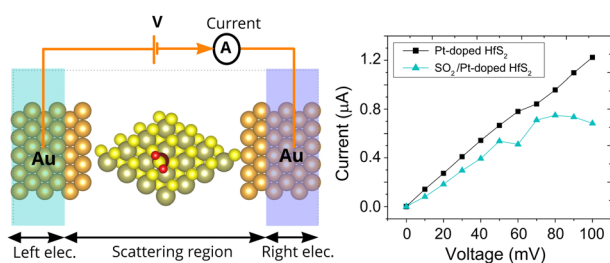 V
Current
A
Au
Au
Left elec.
Scattering region
Right elec.
Pt-doped HfS₂
SO₂/Pt-doped HfS₂
Current (μA)
1.2
0.8
0.4
0.0
0 20 40 60 80 100
Voltage (mV)